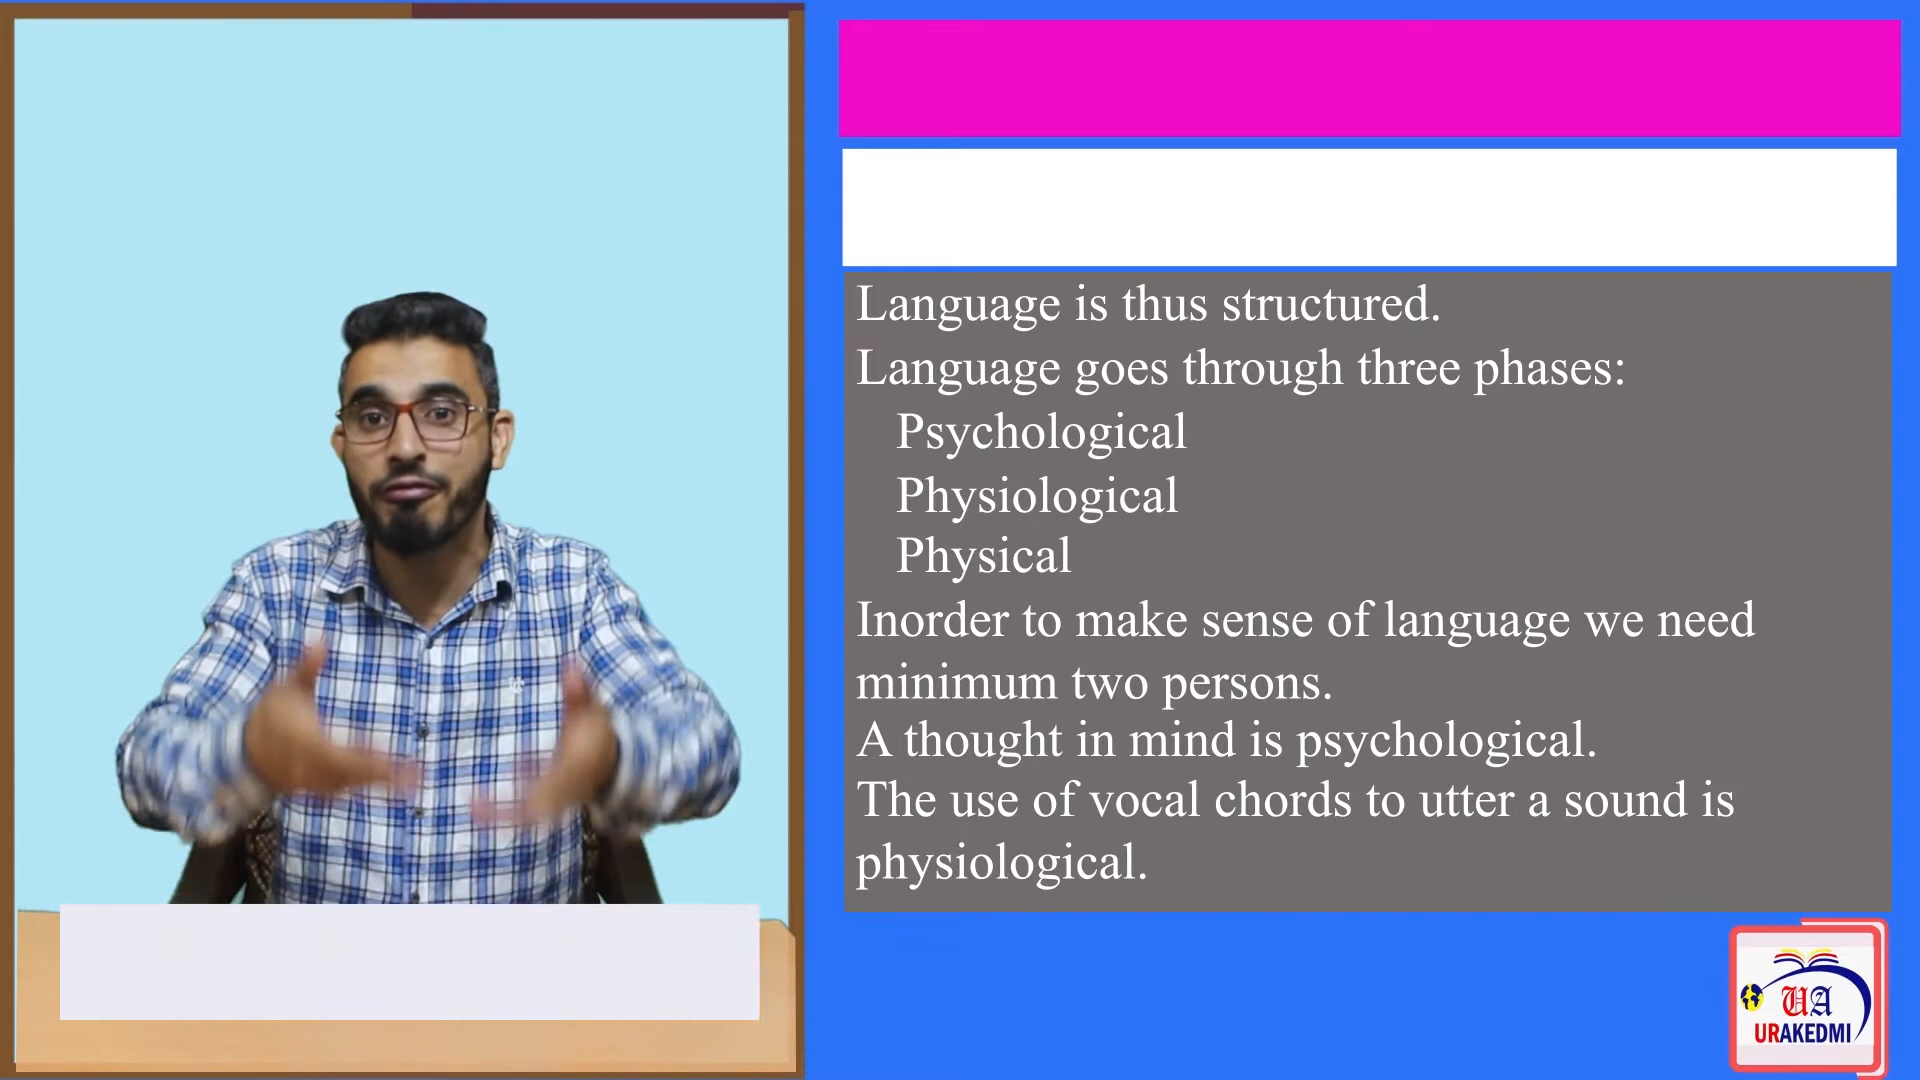 Language is thus structured.
Language goes through three phases:
Psychological
Physiological
Physical
Inorder to make sense of language we need
minimum two persons.
A thought in mind is psychological.
The use of vocal chords to utter a sound is
physiological.
UA
URAKEDMI